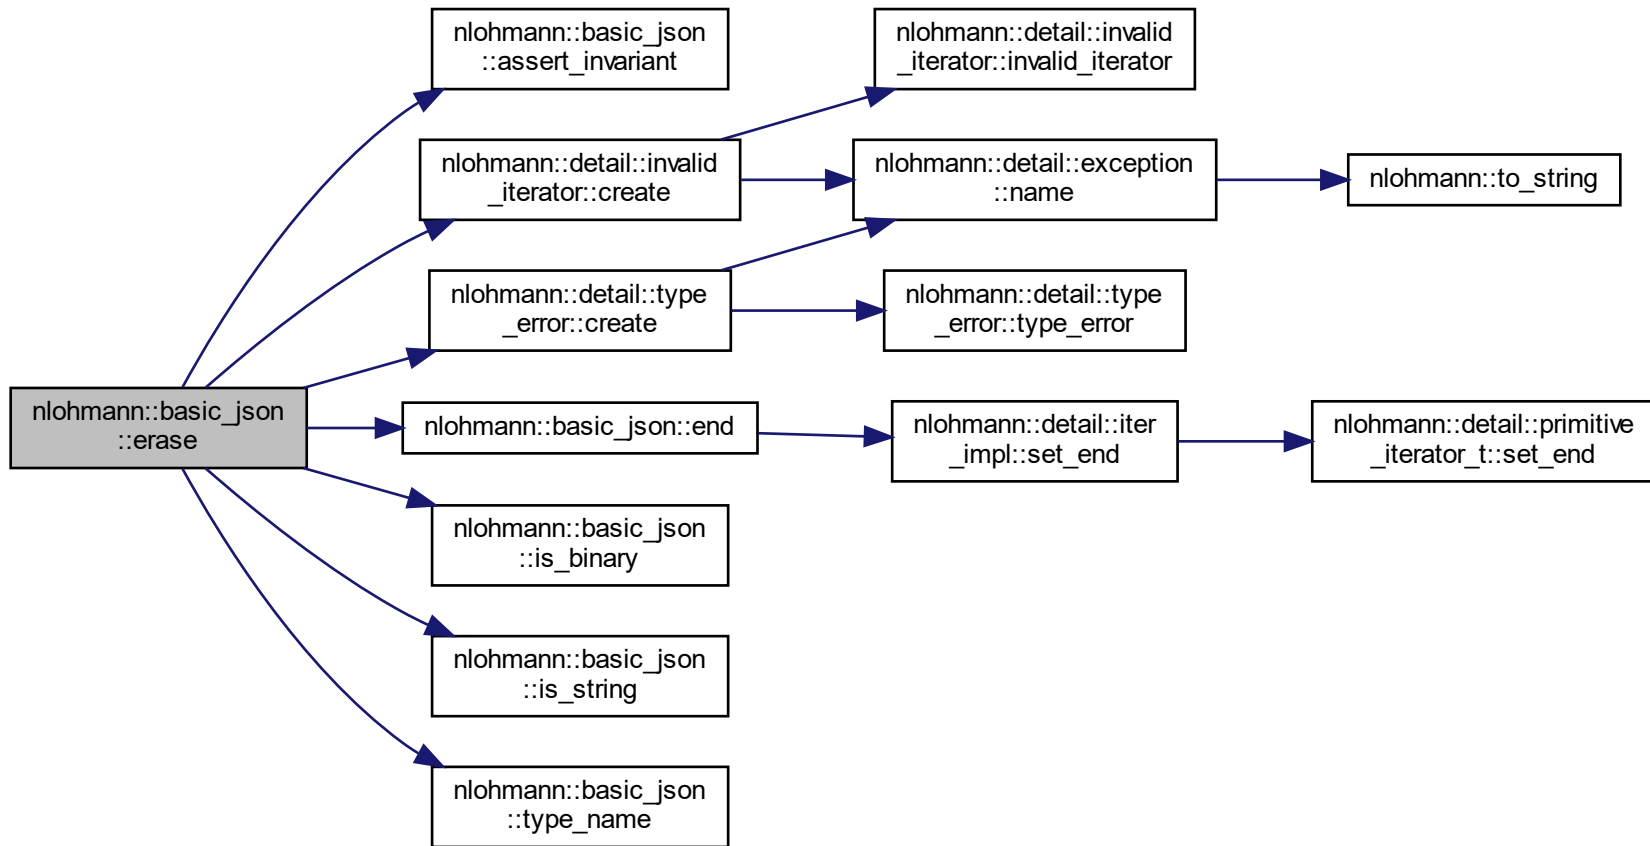 nlohmann::basic_json
::assert_invariant
nlohmann::detail::invalid
_iterator::invalid_iterator
nlohmann::detail::invalid
_iterator::create
nlohmann::detail::exception
::name
nlohmann::to_string
nlohmann::detail::type
_error::create
nlohmann::detail::type
_error::type_error
nlohmann::basic_json
::erase
nlohmann::basic_json::end
nlohmann::detail::iter
_impl::set_end
nlohmann::detail::primitive
_iterator_t::set_end
nlohmann::basic_json
::is_binary
nlohmann::basic_json
::is_string
nlohmann::basic_json
::type_name